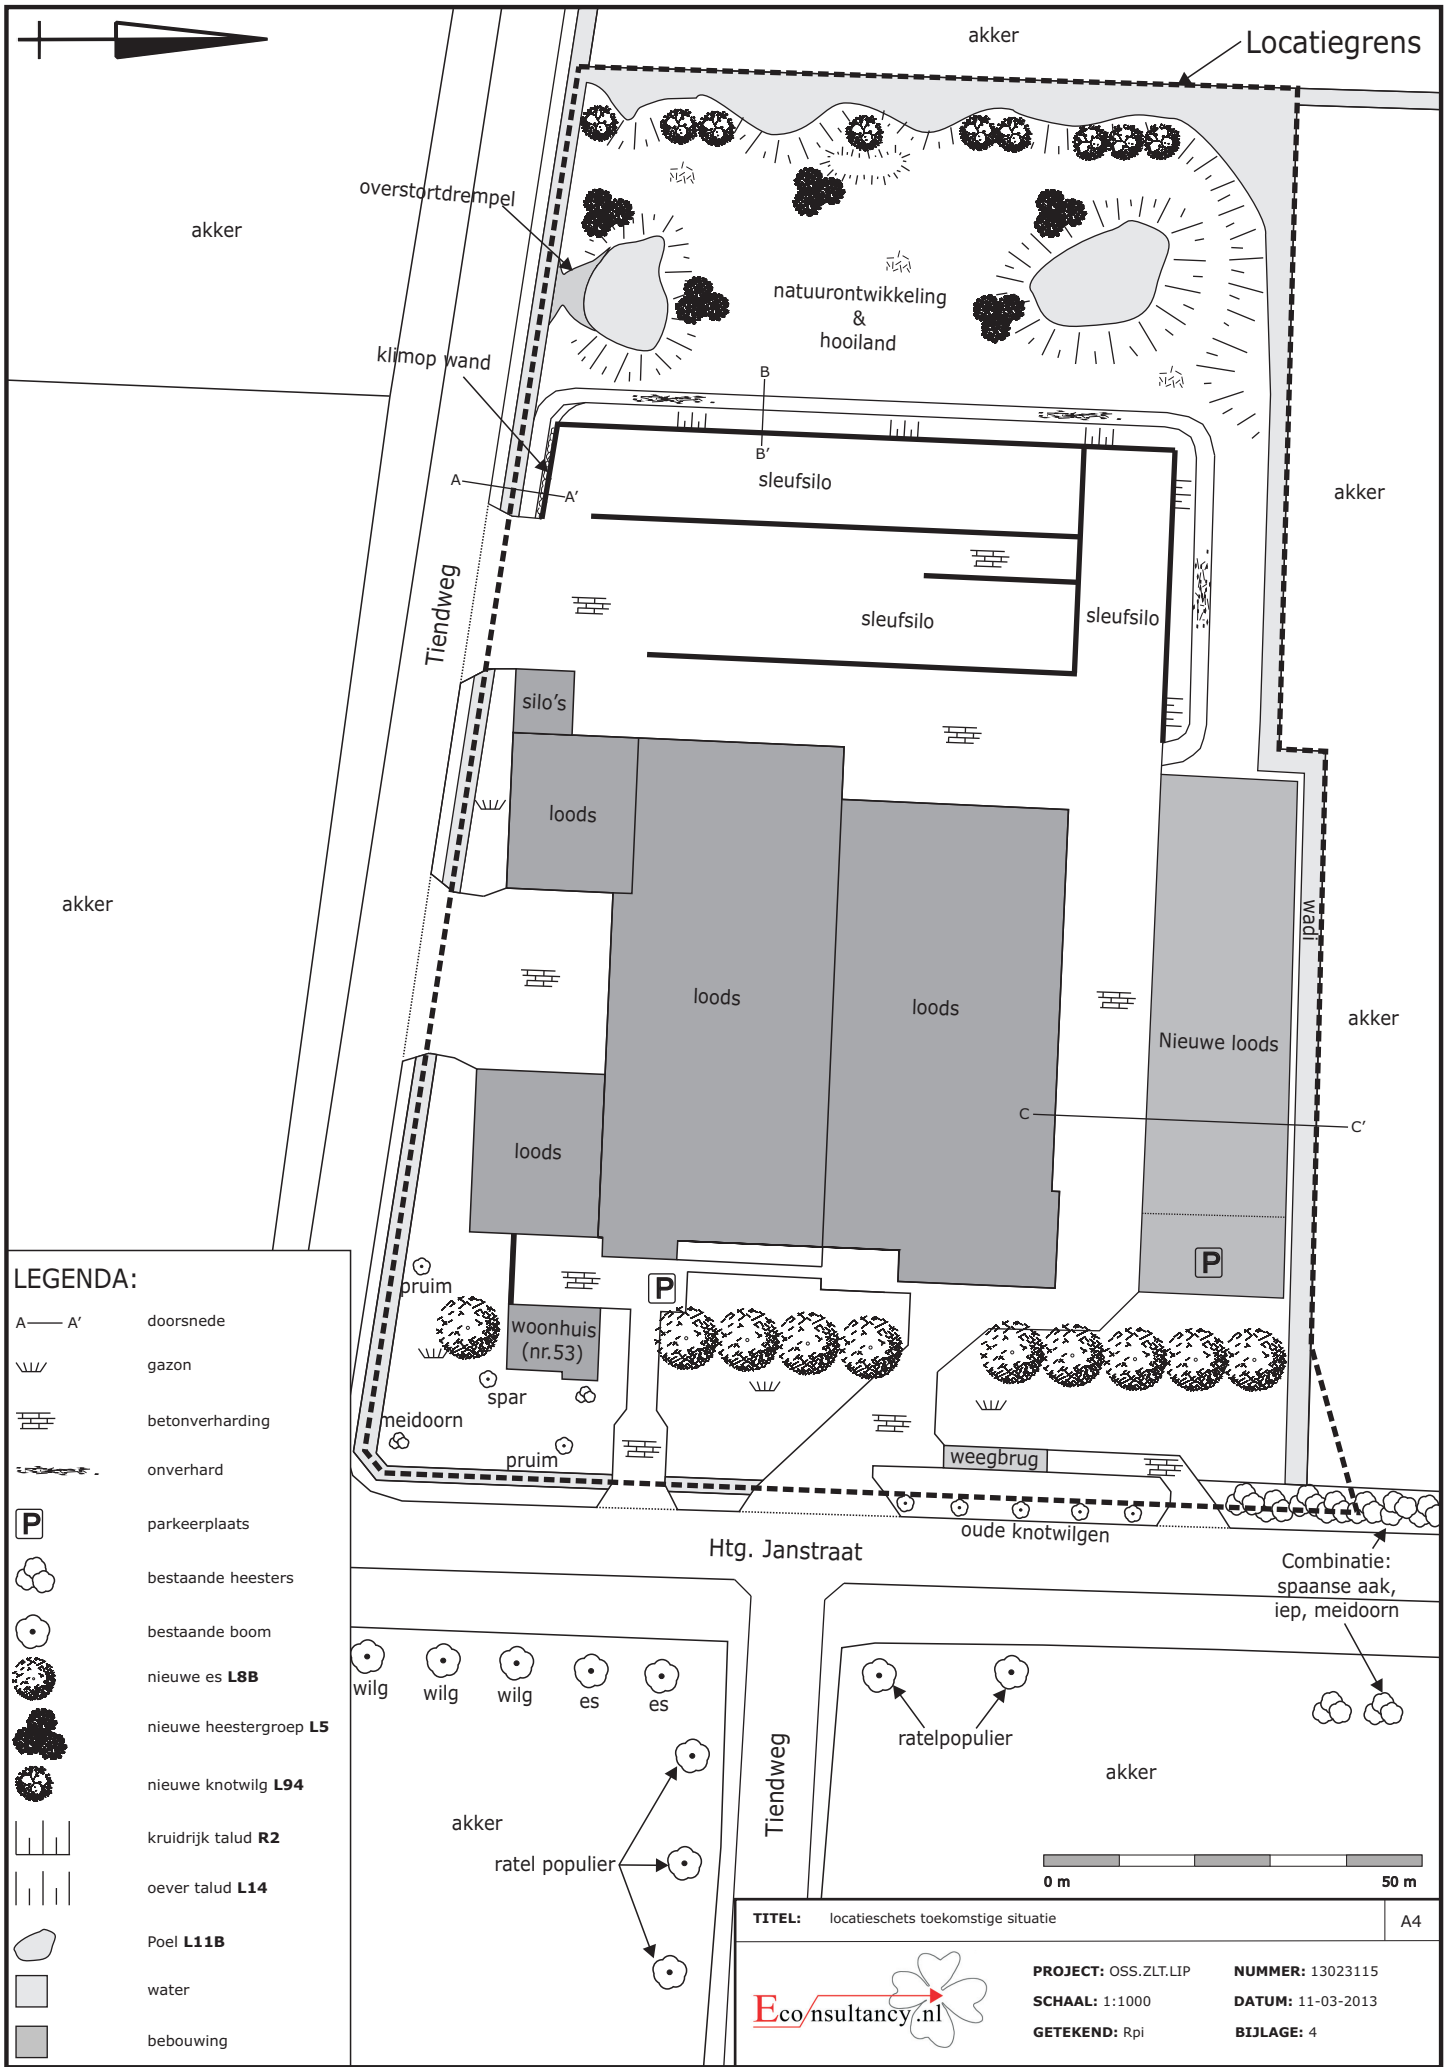 akker
Locatiegrens
overstortdrempel
akker
natuurontwikkeling
&
hooiland
klimop wand
B
B'
sleufsilo
A
A'
akker
Tiendweg
sleufsilo
sleufsilo
silo's
loods
akker
wadi
loods
loods
akker
Nieuwe loods
C
C'
loods
P
P
pruim
woonhuis
(nr.53)
spar
meidoorn
pruim
weegbrug
oude knotwilgen
Htg. Janstraat
Combinatie:
spaanse aak,
iep, meidoorn
wilg
wilg
wilg
es
es
ratelpopulier
Tiendweg
akker
akker
ratel populier
0 m
50 m
LEGENDA:
A A' doorsnede
gazon
betonverharding
onverhard
P parkeerplaats
bestaande heesters
bestaande boom
nieuwe es L8B
nieuwe heestergroep L5
nieuwe knotwilg L94
kruidrijk talud R2
oever talud L14
Poel L11B
water
bebouwing
TITEL: locatieschets toekomstige situatie
A4
Econsultancy.nl
PROJECT: OSS.ZLT.LIP
NUMMER: 13023115
SCHAAL: 1:1000
DATUM: 11-03-2013
GETEKEND: Rpi
BIJLAGE: 4